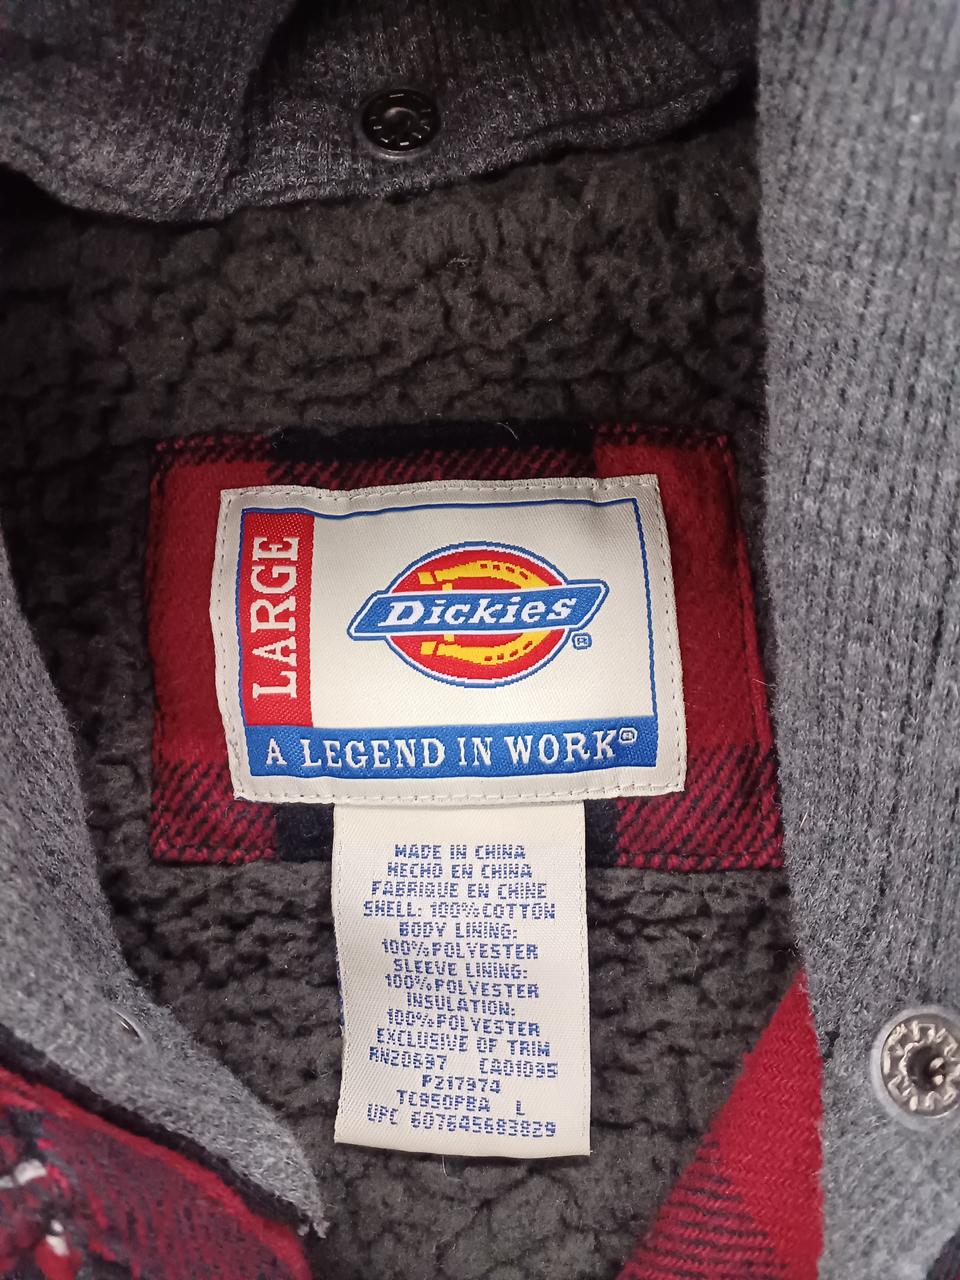 LARGE
Dickies®
A LEGEND IN WORK®
MADE IN CHINA
HECHO EN CHINA
FABRIQUE EN CHINE
SHELL: 100%COTTON
BODY LINING:
100%POLYESTER
SLEEVE LINING:
100%POLYESTER
INSULATION:
100%POLYESTER
EXCLUSIVE OF TRIM
RN20697 CA01095
P217974
TC950PBA L
UPC 607645683829